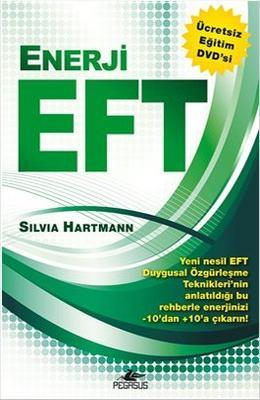 Ücretsiz
Eğitim
DVD'si
ENERJİ
EFT
SILVIA HARTMANN
Yeni nesil EFT
Duygusal Özgürleşme
Teknikleri'nin
anlatıldığı bu
rehberle enerjinizi
-10'dan +10'a çıkarın!
PEGASUS